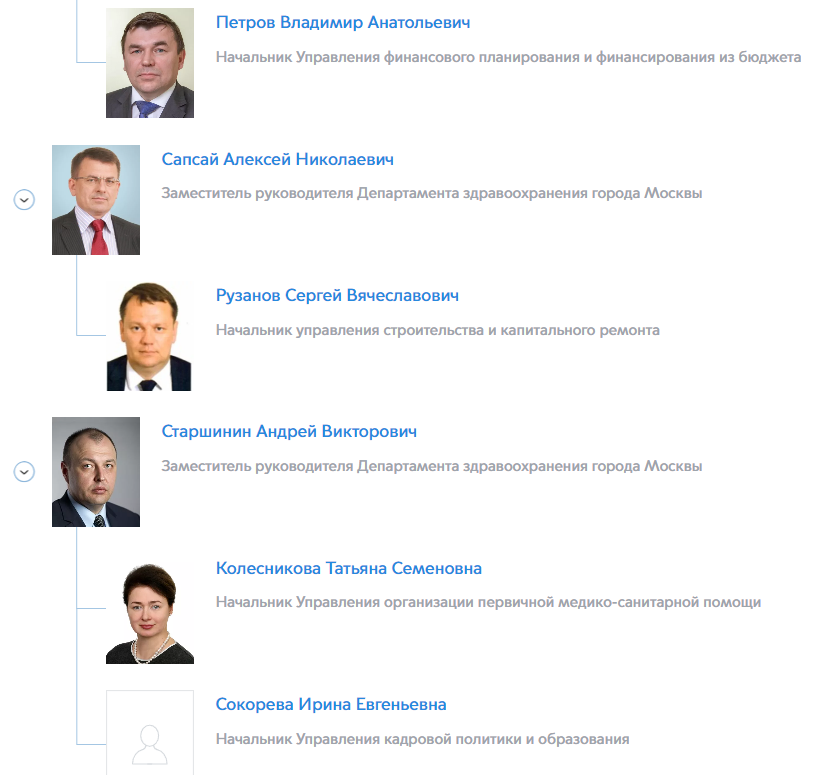 Петров Владимир Анатольевич
Начальник Управления финансового планирования и финансирования из бюджета
Сапсай Алексей Николаевич
Заместитель руководителя Департамента здравоохранения города Москвы
Рузанов Сергей Вячеславович
Начальник управления строительства и капитального ремонта
Старшинин Андрей Викторович
Заместитель руководителя Департамента здравоохранения города Москвы
Колесникова Татьяна Семеновна
Начальник Управления организации первичной медико-санитарной помощи
Сокорева Ирина Евгеньевна
Начальник Управления кадровой политики и образования